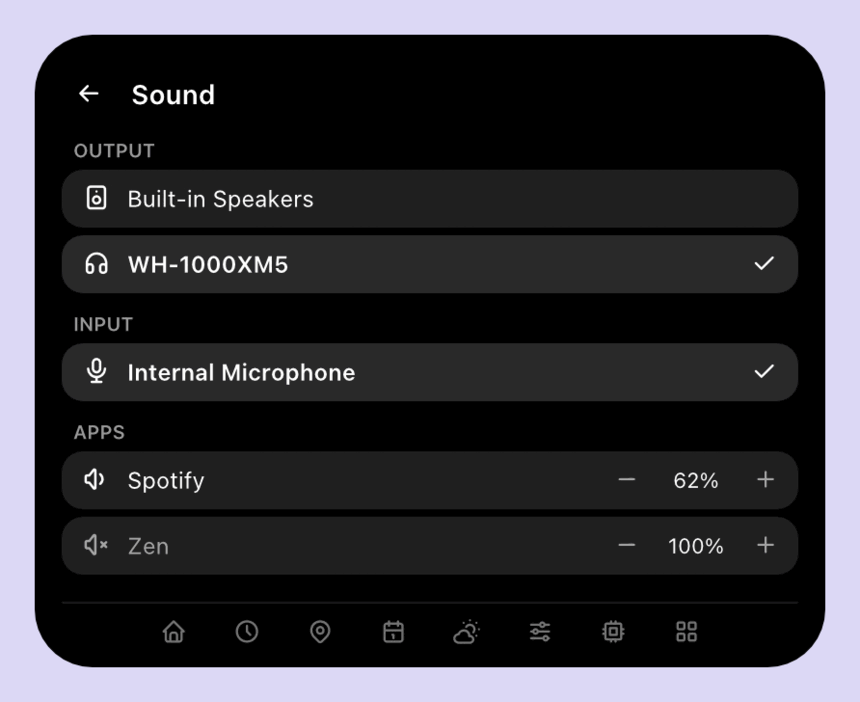 Sound
OUTPUT
Built-in Speakers
WH-1000XM5
INPUT
Internal Microphone
APPS
Spotify
62%
Zen
100%